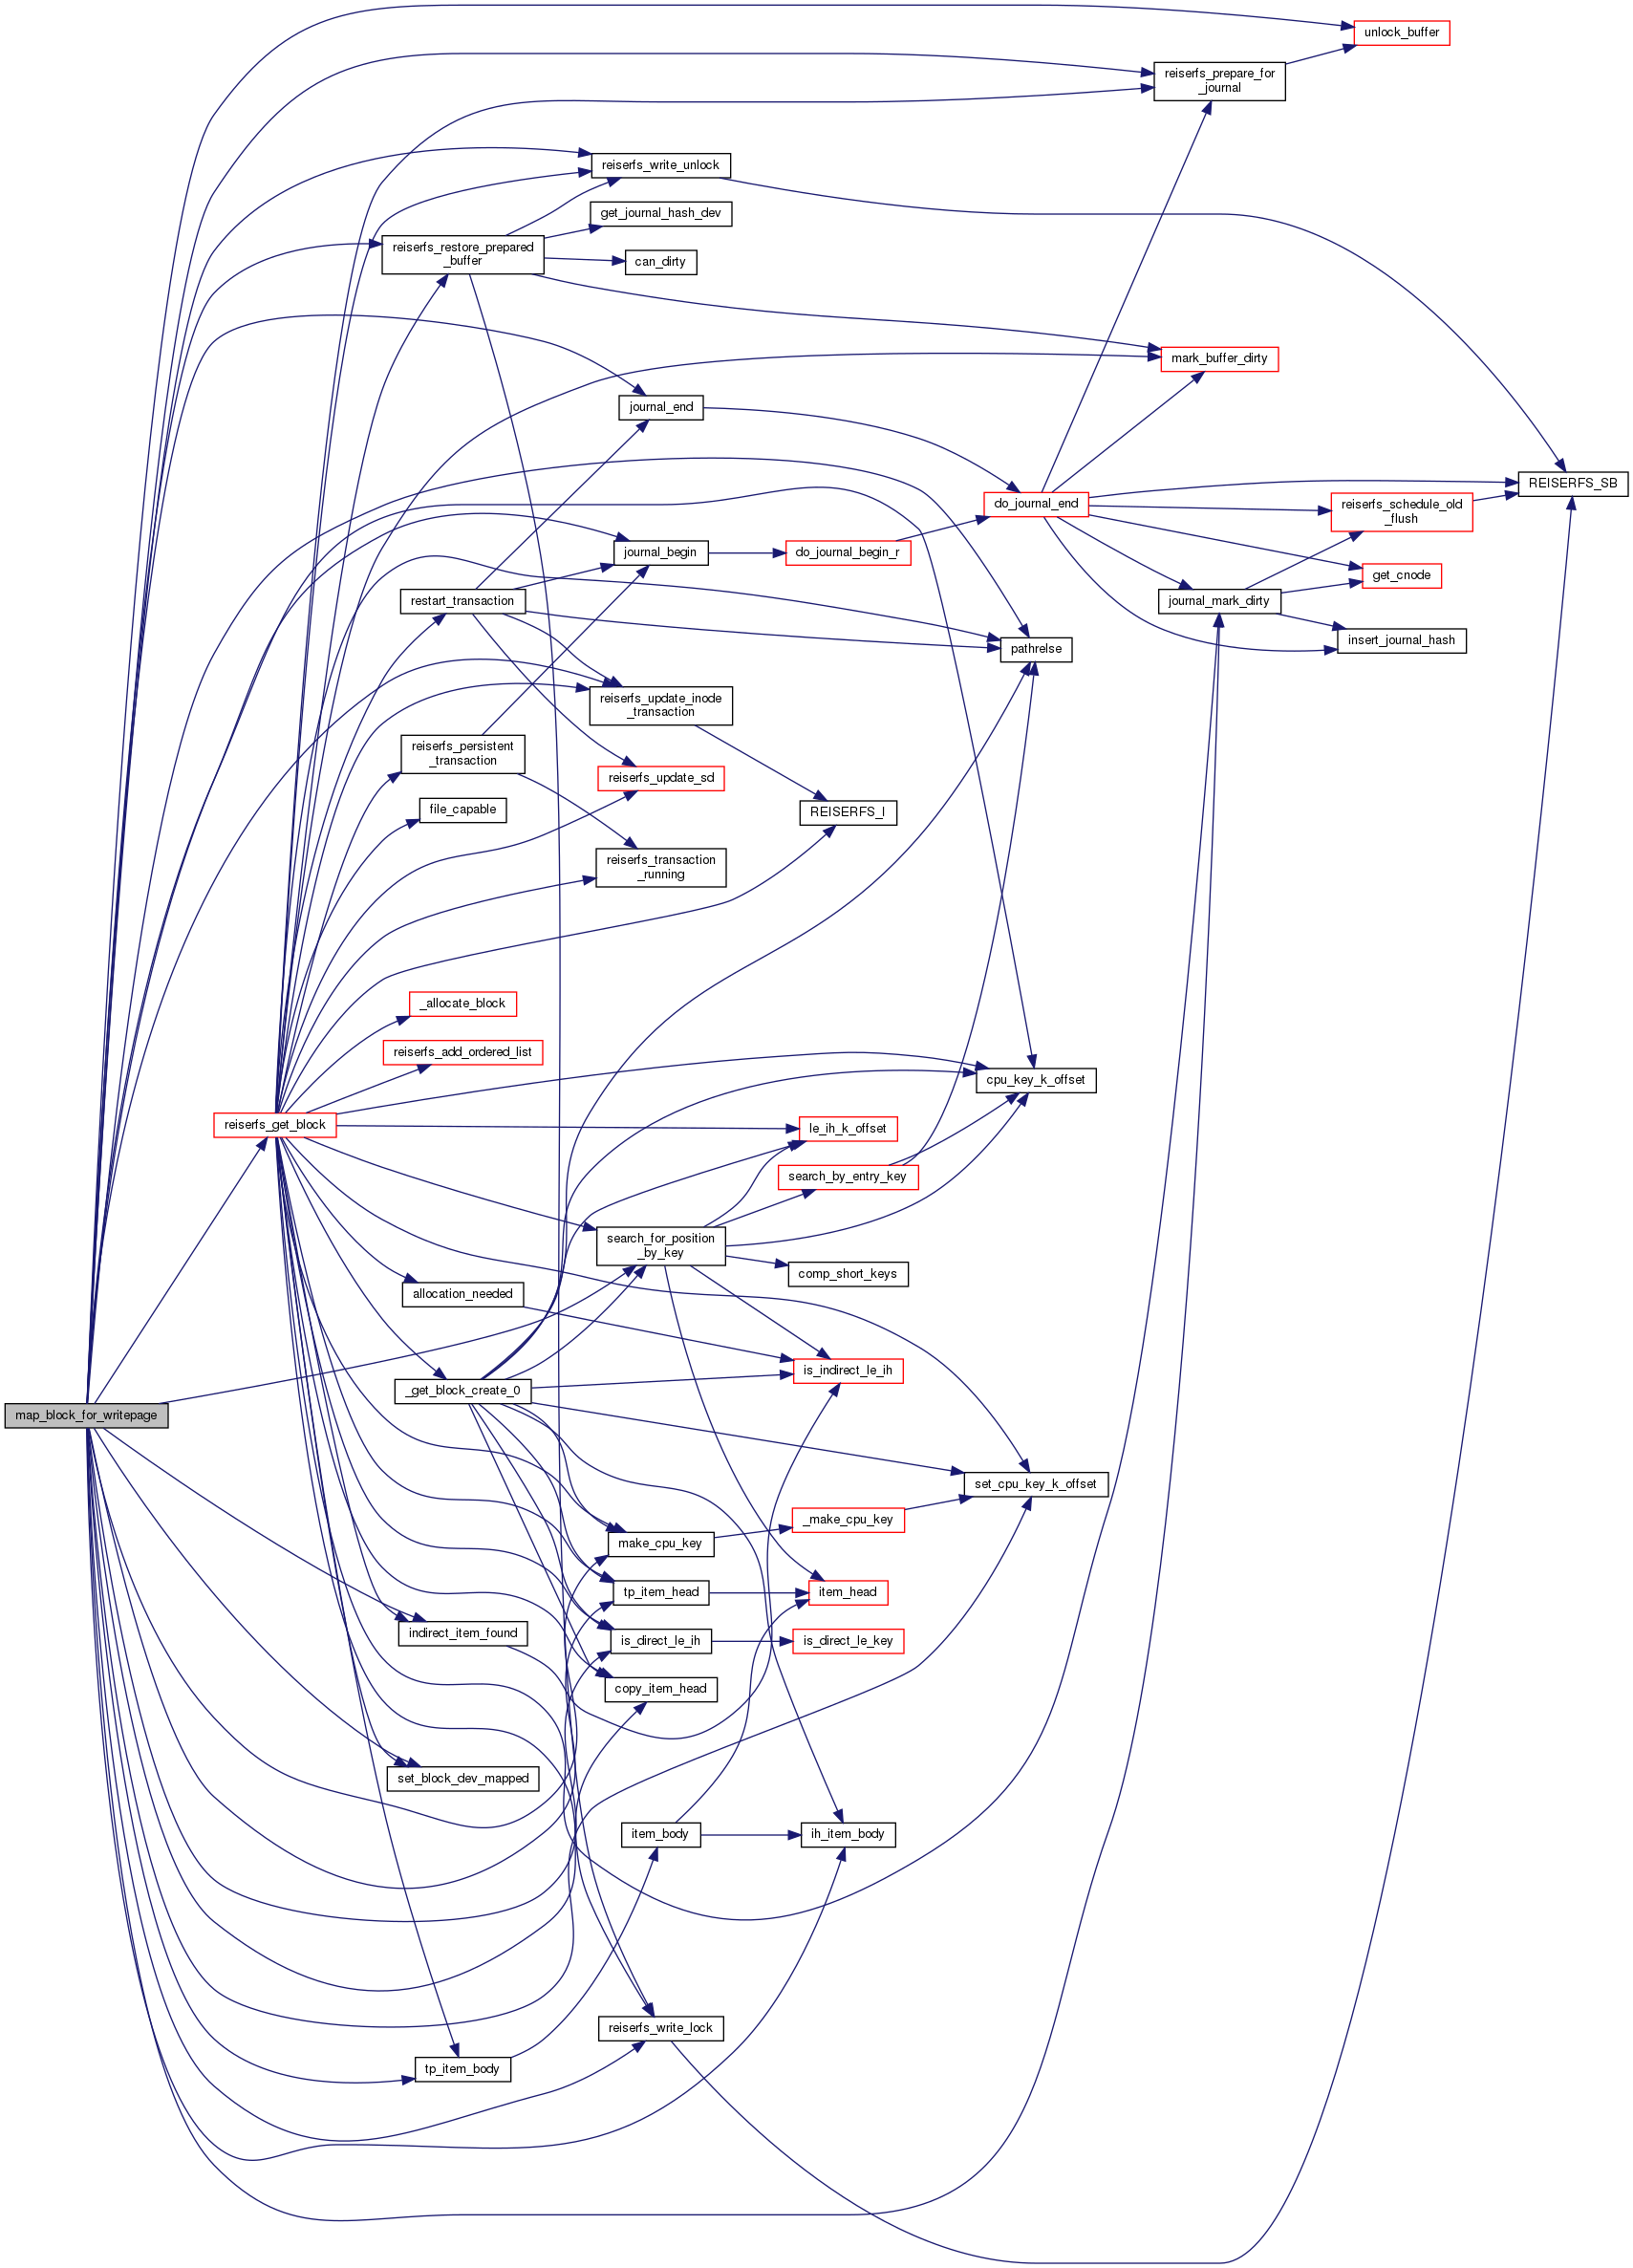 unlock_buffer
reiserfs_prepare_for
_journal
reiserfs_write_unlock
get_journal_hash_dev
reiserfs_restore_prepared
_buffer
can_dirty
mark_buffer_dirty
journal_end
REISERFS_SB
do_journal_end
reiserfs_schedule_old
_flush
journal_begin
do_journal_begin_r
get_cnode
restart_transaction
journal_mark_dirty
insert_journal_hash
pathrelse
reiserfs_update_inode
_transaction
reiserfs_persistent
_transaction
reiserfs_update_sd
file_capable
REISERFS_I
reiserfs_transaction
_running
_allocate_block
reiserfs_add_ordered_list
cpu_key_k_offset
reiserfs_get_block
le_ih_k_offset
search_by_entry_key
search_for_position
_by_key
comp_short_keys
allocation_needed
is_indirect_le_ih
_get_block_create_0
map_block_for_writepage
set_cpu_key_k_offset
_make_cpu_key
make_cpu_key
tp_item_head
item_head
indirect_item_found
is_direct_le_ih
is_direct_le_key
copy_item_head
set_block_dev_mapped
item_body
ih_item_body
reiserfs_write_lock
tp_item_body